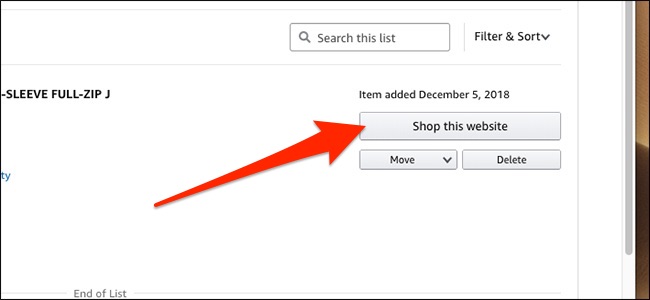 Search this list
Filter & Sort
-SLEEVE FULL-ZIP J
Item added December 5, 2018
Shop this website
ty
Move
Delete
End of List